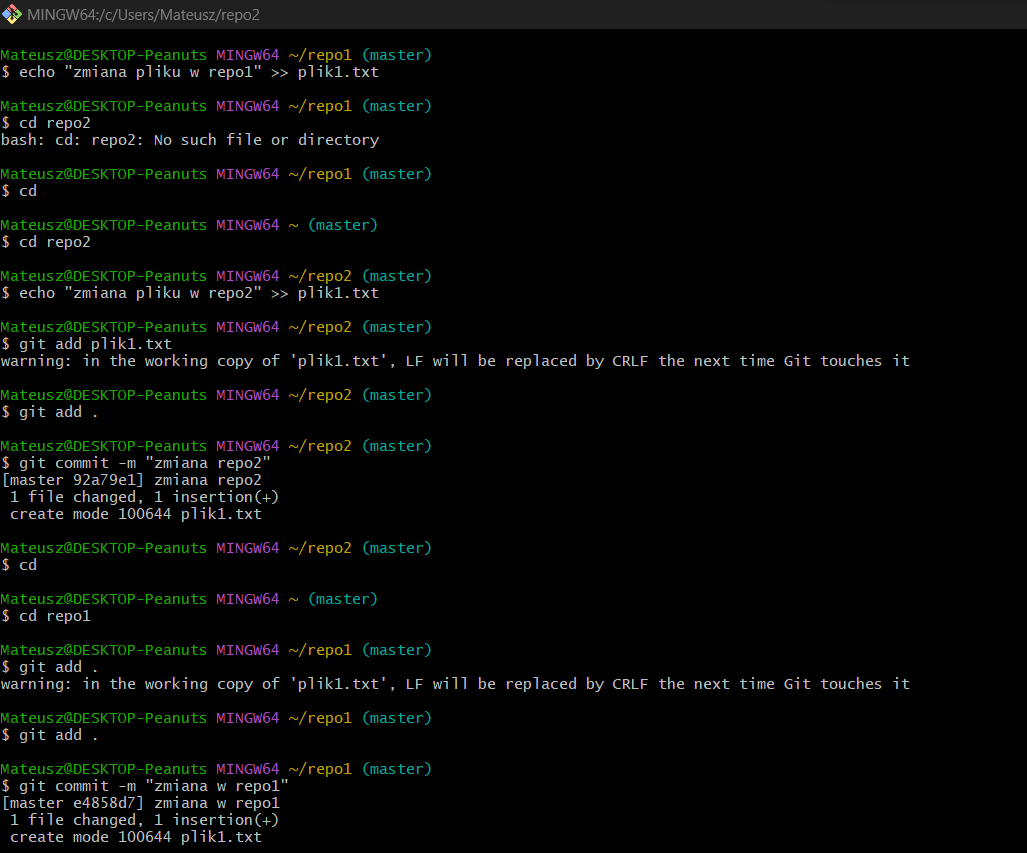 MINGW64:/c/Users/Mateusz/repo2
Mateusz@DESKTOP-Peanuts MINGW64 ~/repo1 (master)
$ echo "zmiana pliku w repo1" >> plik1.txt
Mateusz@DESKTOP-Peanuts MINGW64 ~/repo1 (master)
$ cd repo2
bash: cd: repo2: No such file or directory
Mateusz@DESKTOP-Peanuts MINGW64 ~/repo1 (master)
$ cd
Mateusz@DESKTOP-Peanuts MINGW64 ~ (master)
$ cd repo2
Mateusz@DESKTOP-Peanuts MINGW64 ~/repo2 (master)
$ echo "zmiana pliku w repo2" >> plik1.txt
Mateusz@DESKTOP-Peanuts MINGW64 ~/repo2 (master)
$ git add plik1.txt
warning: in the working copy of 'plik1.txt', LF will be replaced by CRLF the next time Git touches it
Mateusz@DESKTOP-Peanuts MINGW64 ~/repo2 (master)
$ git add .
Mateusz@DESKTOP-Peanuts MINGW64 ~/repo2 (master)
$ git commit -m "zmiana repo2"
[master 92a79e1] zmiana repo2
1 file changed, 1 insertion(+)
create mode 100644 plik1.txt
Mateusz@DESKTOP-Peanuts MINGW64 ~/repo2 (master)
$ cd
Mateusz@DESKTOP-Peanuts MINGW64 ~ (master)
$ cd repo1
Mateusz@DESKTOP-Peanuts MINGW64 ~/repo1 (master)
$ git add .
warning: in the working copy of 'plik1.txt', LF will be replaced by CRLF the next time Git touches it
Mateusz@DESKTOP-Peanuts MINGW64 ~/repo1 (master)
$ git add .
Mateusz@DESKTOP-Peanuts MINGW64 ~/repo1 (master)
$ git commit -m "zmiana w repo1"
[master e4858d7] zmiana w repo1
1 file changed, 1 insertion(+)
create mode 100644 plik1.txt